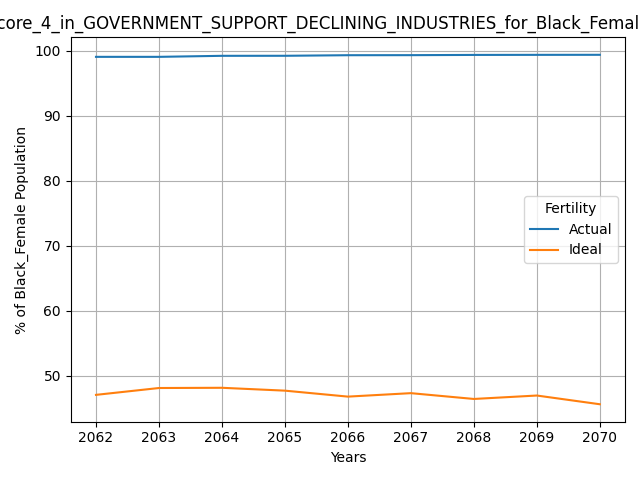 core_4_in_GOVERNMENT_SUPPORT_DECLINING_INDUSTRIES_for_Black_Femal
100
90
80
70
60
50
% of Black_Female Population
Fertility
Actual
Ideal
2062 2063 2064 2065 2066 2067 2068 2069 2070
Years